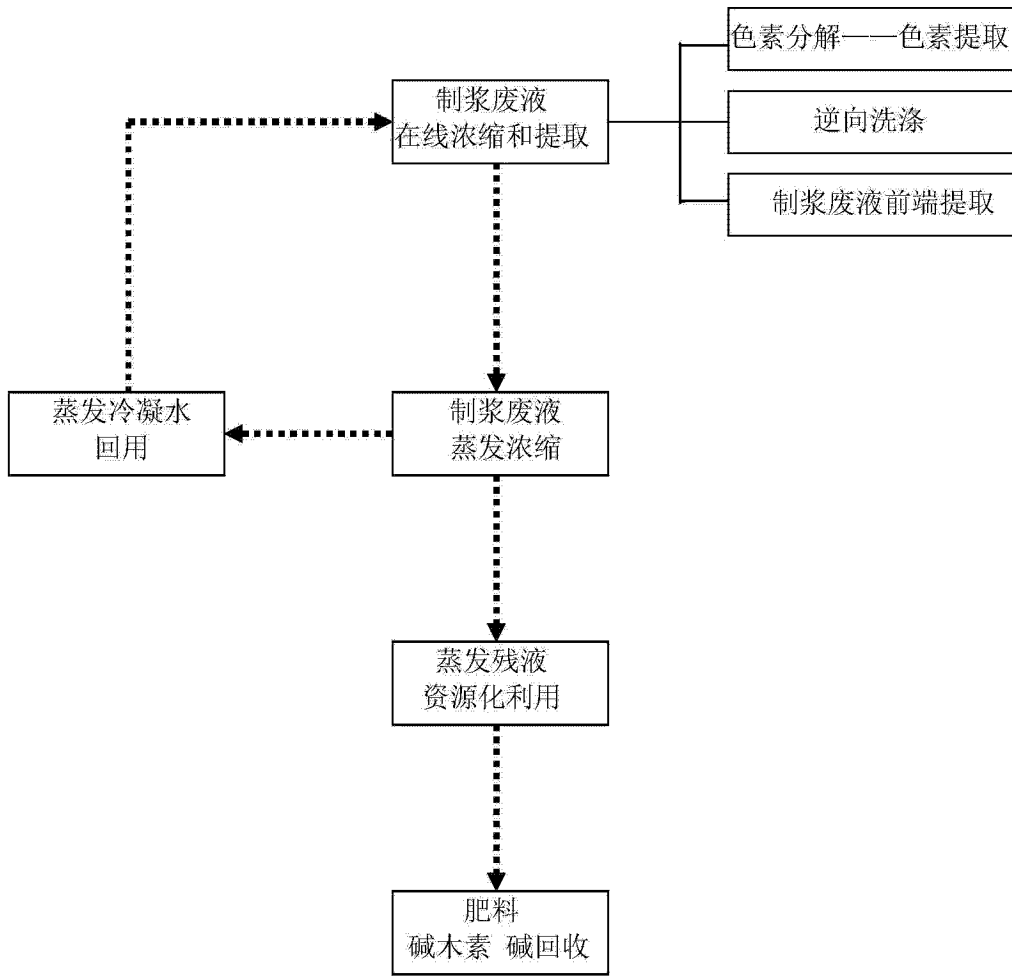 色素分解——色素提取
制浆废液
在线浓缩和提取
逆向洗涤
制浆废液前端提取
蒸发冷凝水
回用
制浆废液
蒸发浓缩
蒸发残液
资源化利用
肥料
碱木素 碱回收